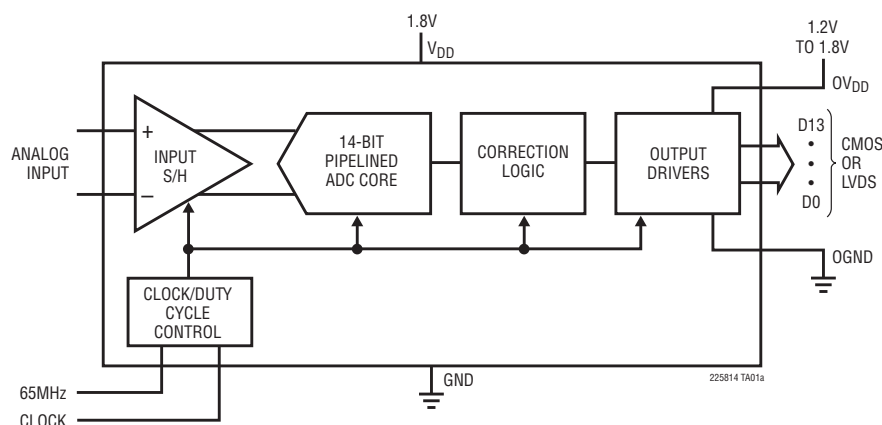 1.8V
VDD
1.2V
TO 1.8V
OVDD
ANALOG
INPUT
+
–
INPUT
S/H
14-BIT
PIPELINED
ADC CORE
CORRECTION
LOGIC
OUTPUT
DRIVERS
D13
•
•
•
D0
CMOS
OR
LVDS
OGND
CLOCK/DUTY
CYCLE
CONTROL
GND
225814 TA01a
65MHz
CLOCK